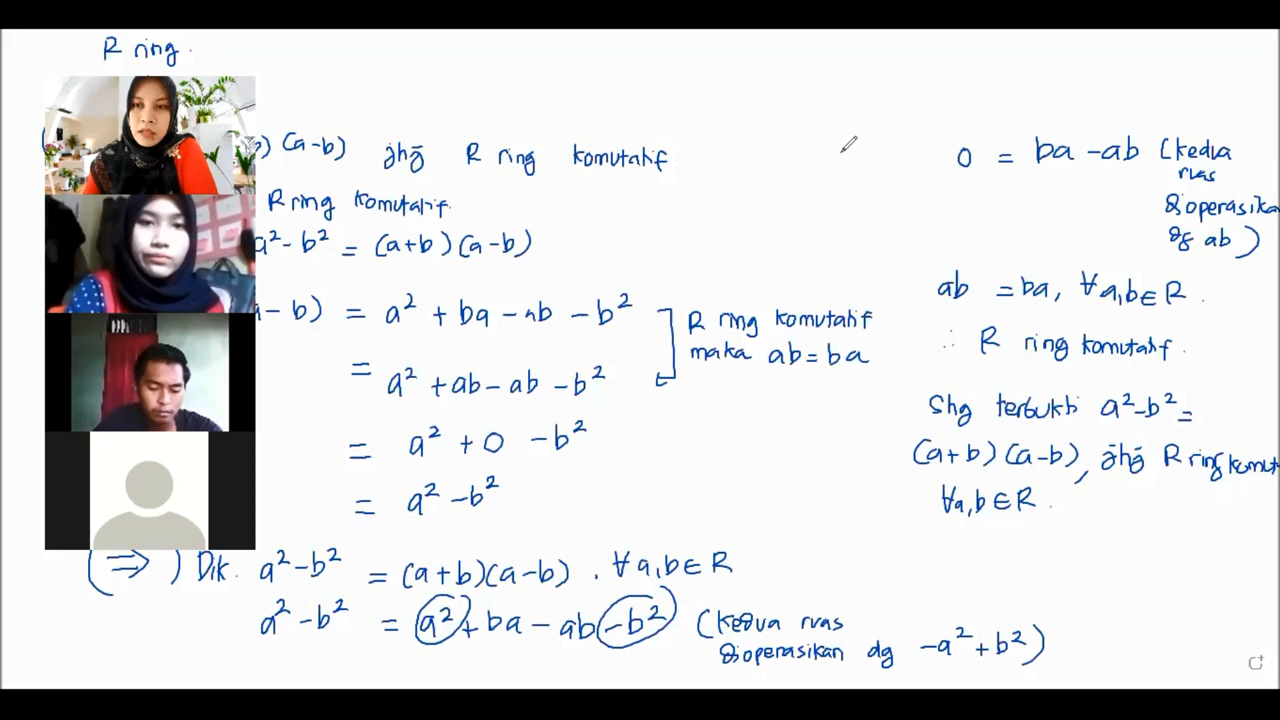 R ring.
) (a-b) jhj R ring komutatif
R ring komutatif.
a² - b² = (a+b)(a-b)
a - b) = a² + ba - ab - b²
= a² + ab - ab - b²
R ring komutatif
maka ab = ba
= a² + 0 - b²
= a² - b²
(⇒) Dik. a² - b² = (a+b)(a-b). ∀a,b∈R
a² - b² = a² + ba - ab - b² (kedua ruas
dioperasikan dg -a² + b²)
0 = ba - ab (kedua
ruas
dioperasika
dg ab)
ab = ba, ∀a,b∈R.
∴ R ring komutatif.
Shg terbukti a² - b² =
(a+b)(a-b), jhj R ring komut
∀a,b∈R.